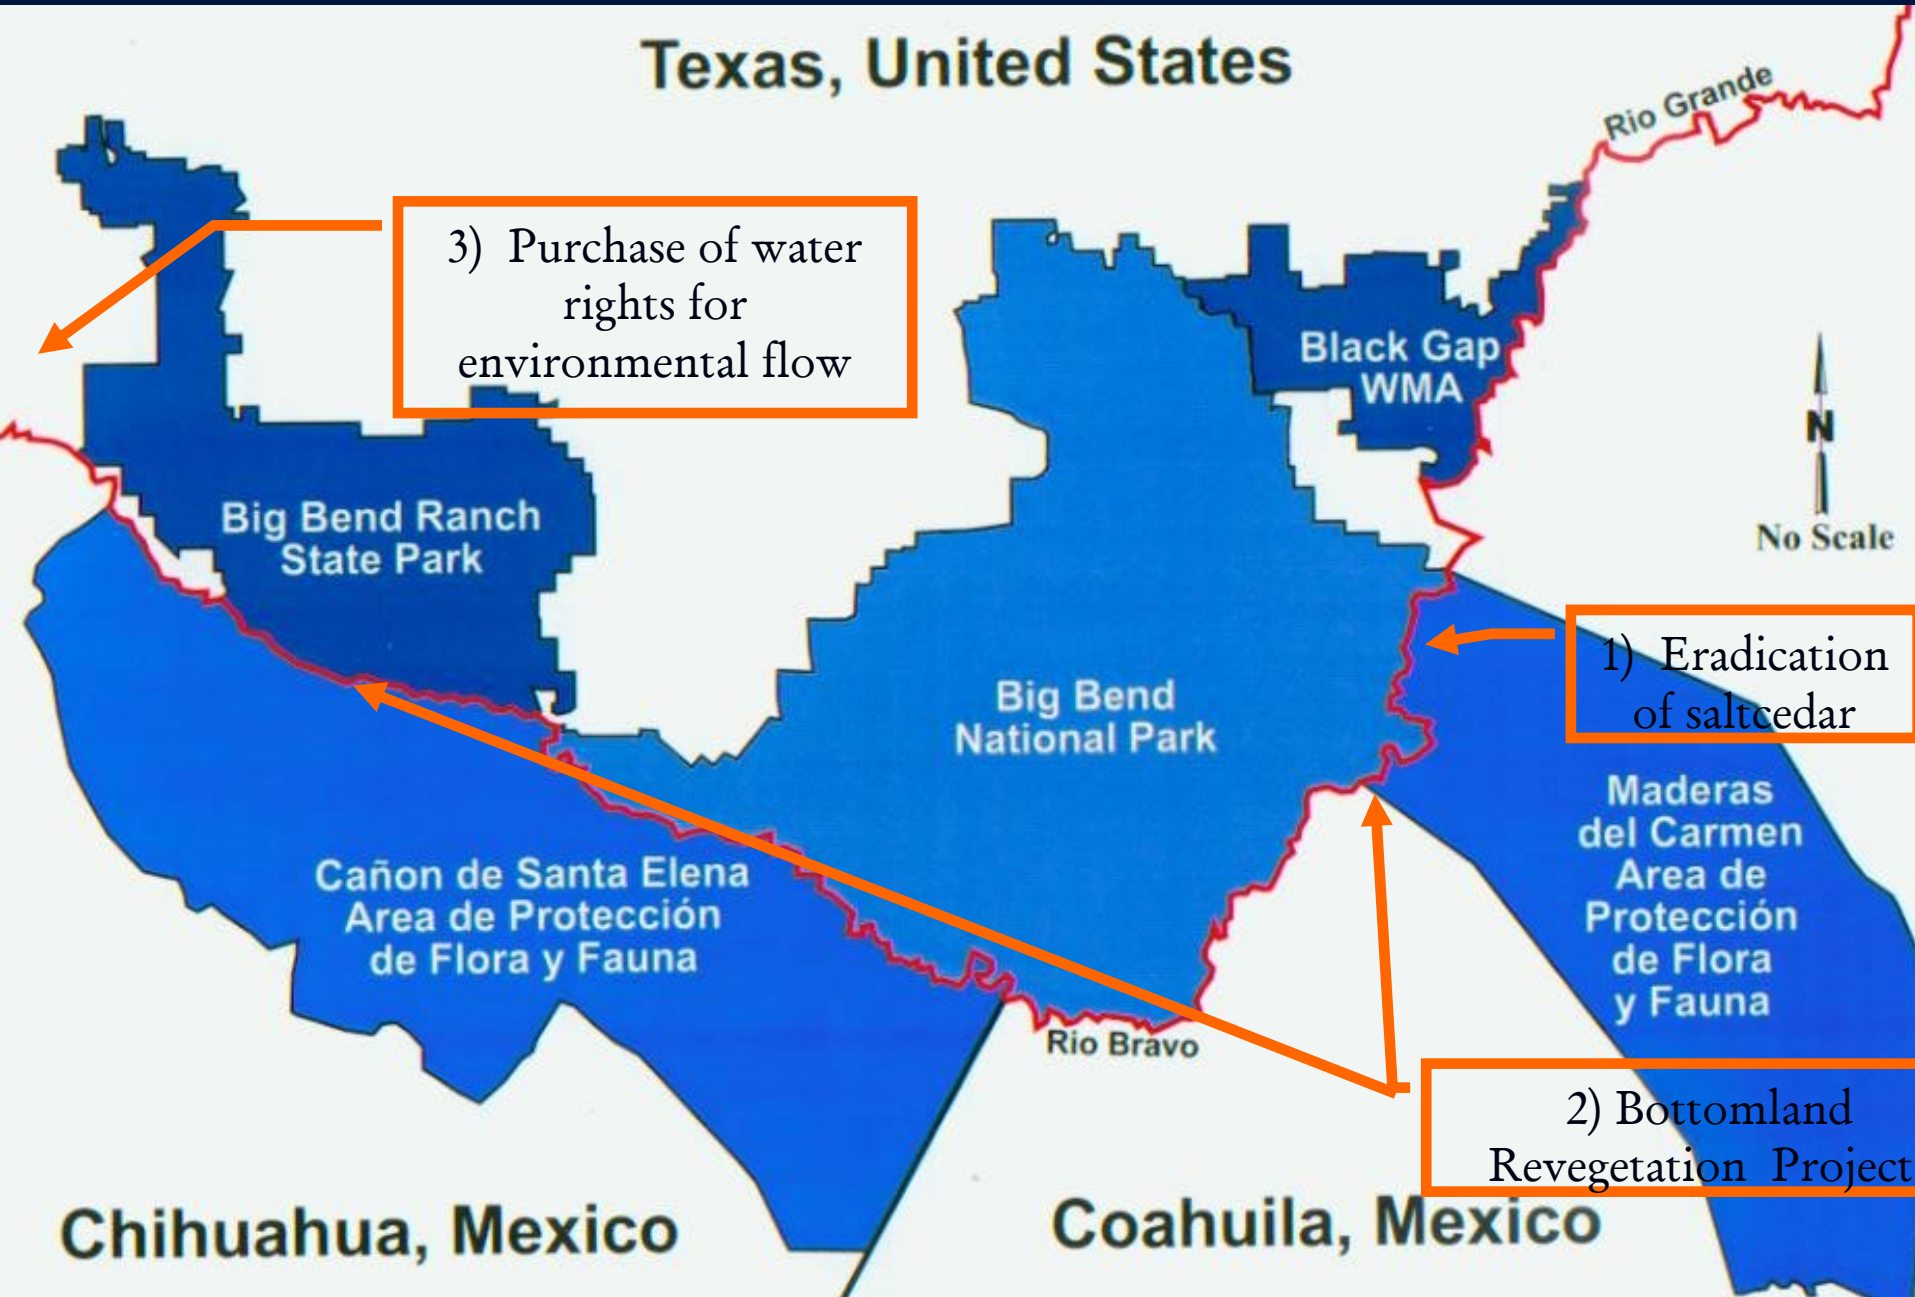 Texas, United States
Rio Grande
3) Purchase of water
rights for
environmental flow
Black Gap
WMA
N
No Scale
Big Bend Ranch
State Park
1) Eradication
of saltcedar
Big Bend
National Park
Maderas
del Carmen
Area de
Protección
de Flora
y Fauna
Cañon de Santa Elena
Area de Protección
de Flora y Fauna
Rio Bravo
2) Bottomland
Revegetation Project
Chihuahua, Mexico
Coahuila, Mexico